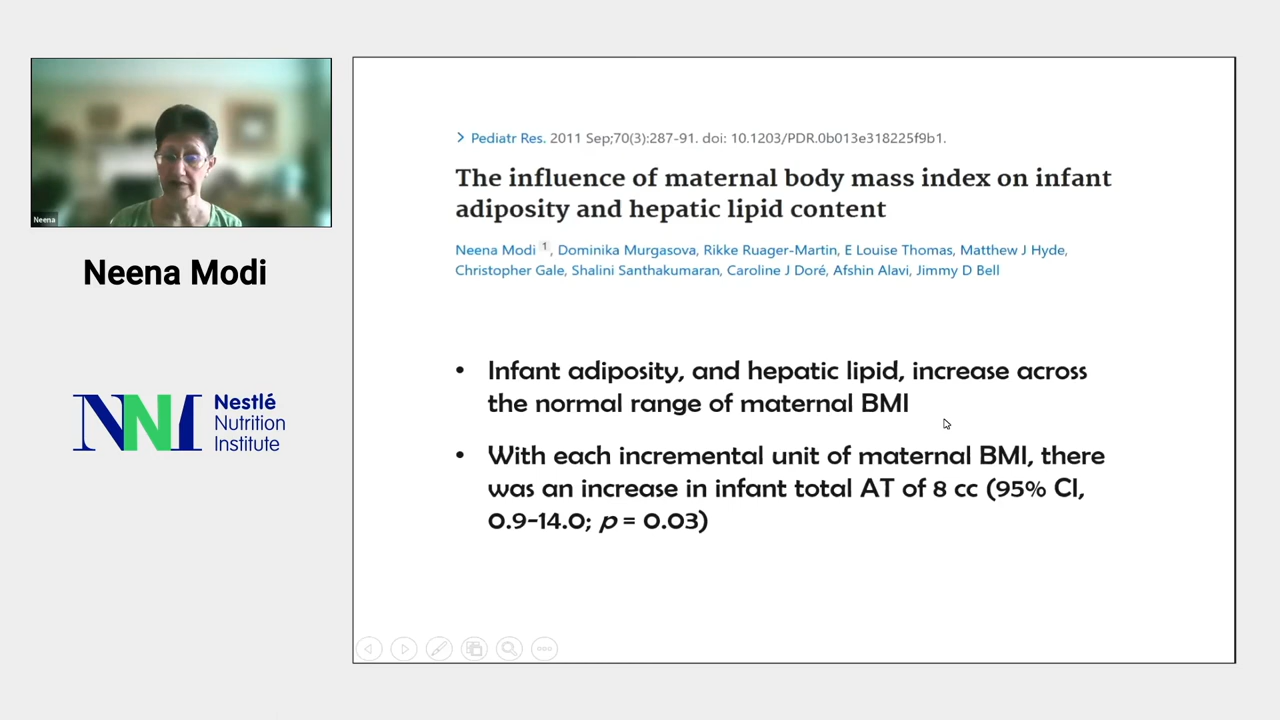 Neena
Neena Modi
NNI Nestlé
Nutrition
Institute
> Pediatr Res. 2011 Sep;70(3):287-91. doi: 10.1203/PDR.0b013e318225f9b1.
The influence of maternal body mass index on infant
adiposity and hepatic lipid content
Neena Modi 1, Dominika Murgasova, Rikke Ruager-Martin, E Louise Thomas, Matthew J Hyde,
Christopher Gale, Shalini Santhakumaran, Caroline J Doré, Afshin Alavi, Jimmy D Bell
• Infant adiposity, and hepatic lipid, increase across
the normal range of maternal BMI
• With each incremental unit of maternal BMI, there
was an increase in infant total AT of 8 cc (95% CI,
0.9-14.0; p = 0.03)